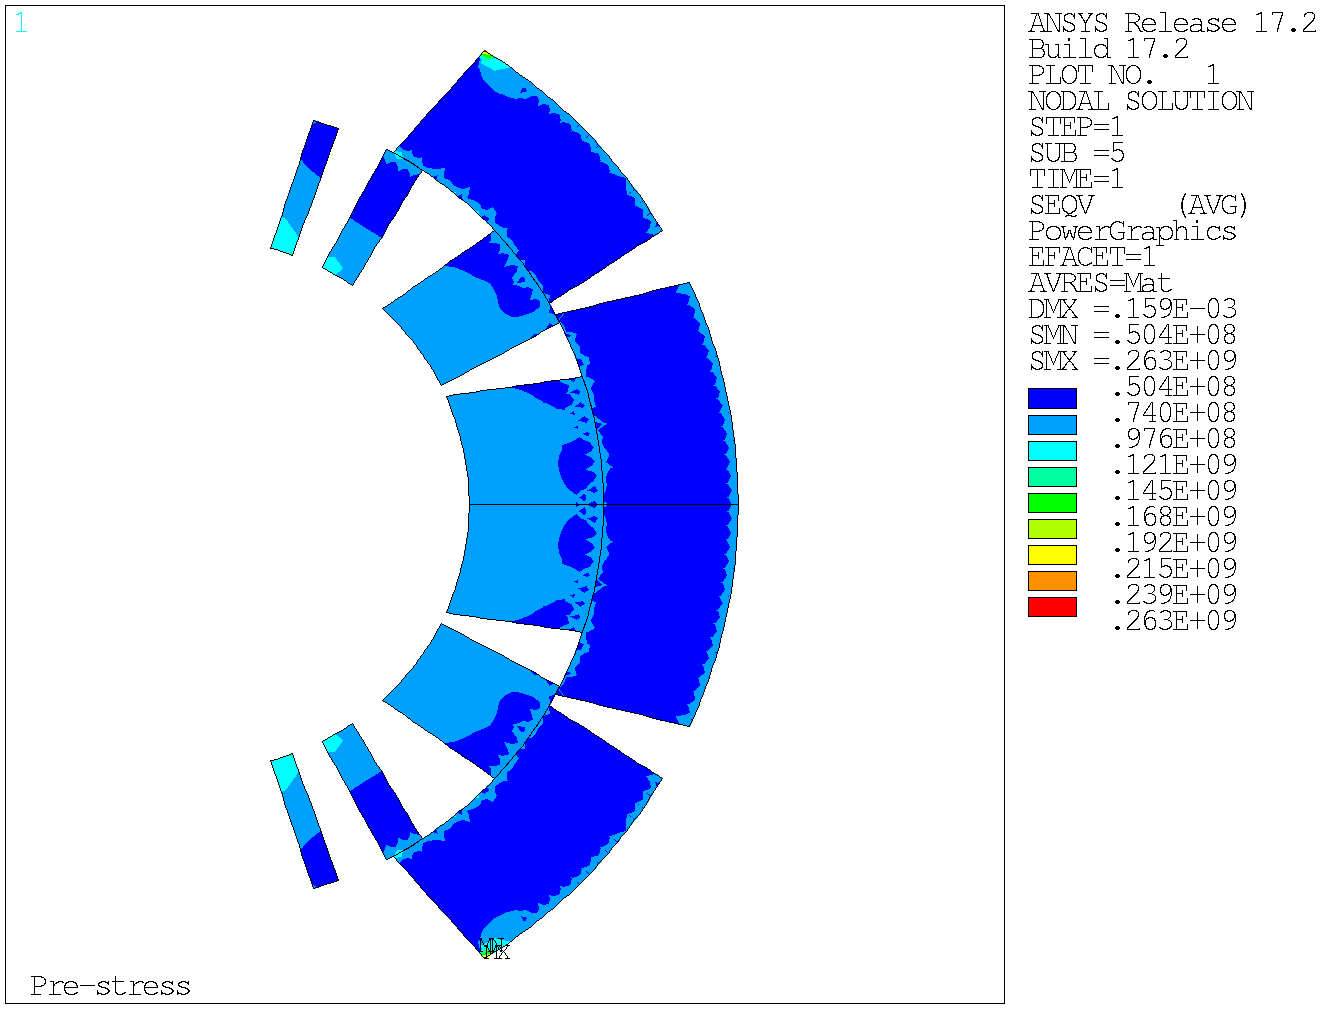 1
ANSYS Release 17.2
Build 17.2
PLOT NO. 1
NODAL SOLUTION
STEP=1
SUB =5
TIME=1
SEQV (AVG)
PowerGraphics
EFACET=1
AVRES=Mat
DMX =.159E-03
SMN =.504E+08
SMX =.263E+09
.504E+08
.740E+08
.976E+08
.121E+09
.145E+09
.168E+09
.192E+09
.215E+09
.239E+09
.263E+09
MN
MX
Pre-stress